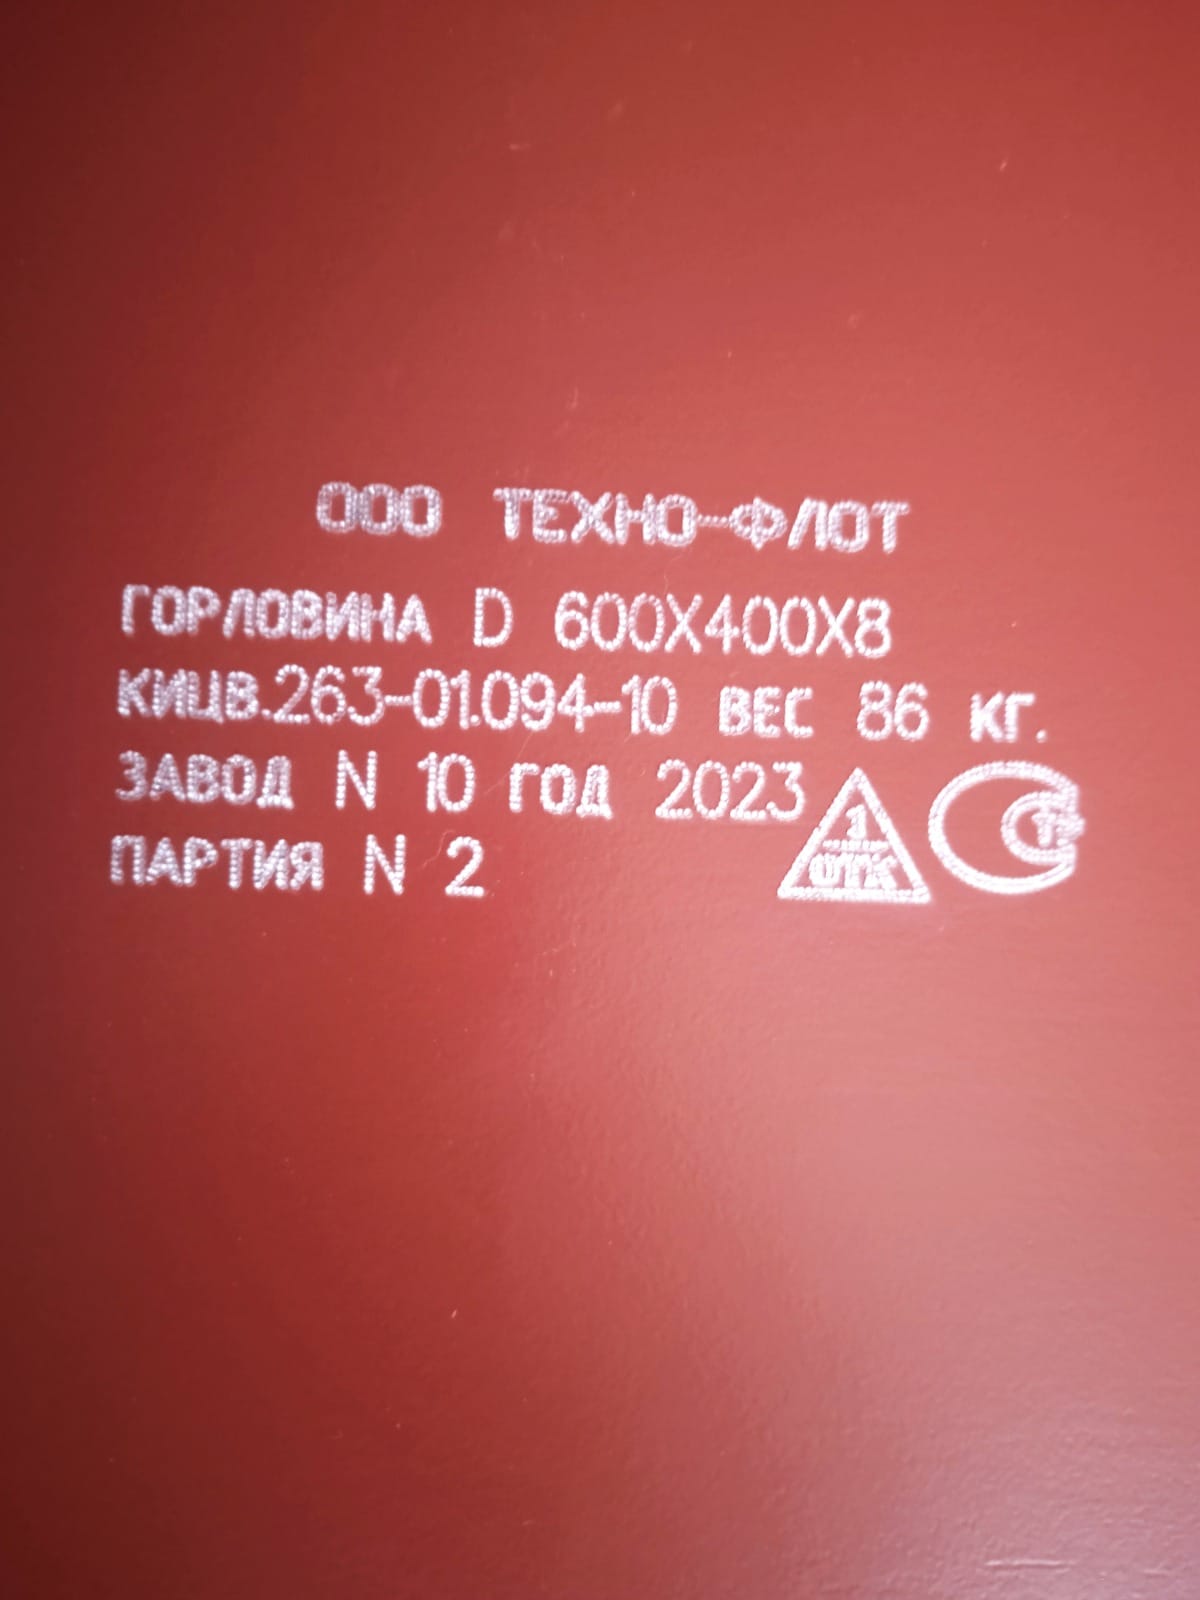 ООО ТЕХНО-ФЛОТ
ГОРЛОВИНА D 600Х400Х8
КИЦВ.263-01.094-10 ВЕС 86 КГ.
ЗАВОД N 10 ГОД 2023
ПАРТИЯ N 2
ОТК